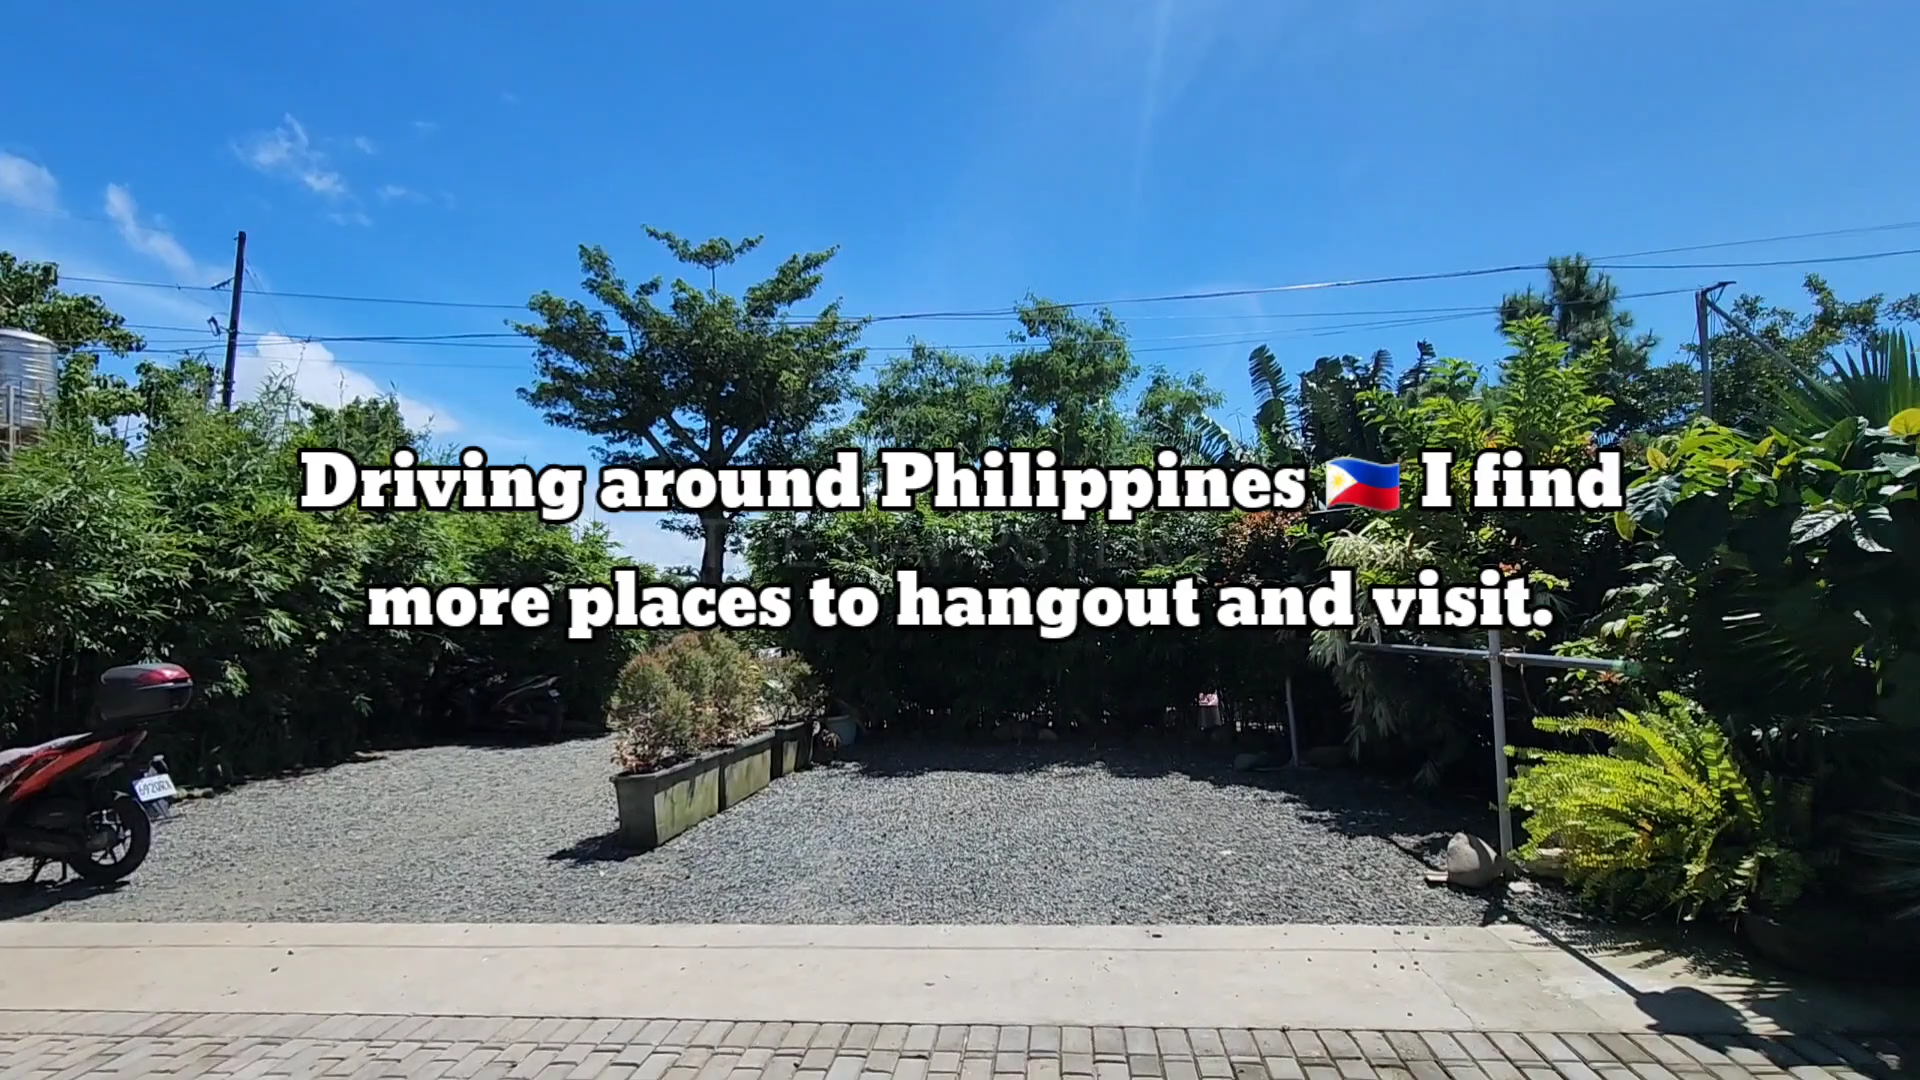 Driving around Philippines 🇵🇭 I find
more places to hangout and visit.